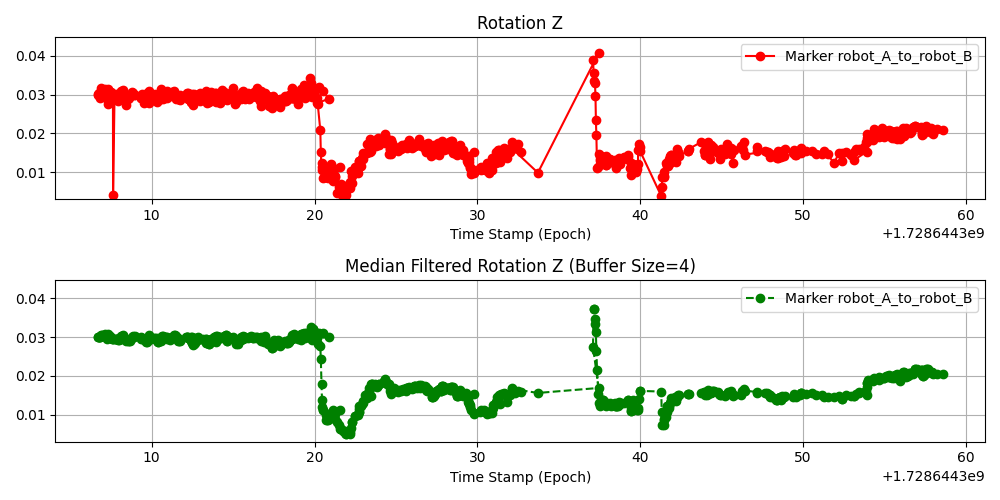 Rotation Z
0.04
0.03
0.02
0.01
Marker robot_A_to_robot_B
10 20 30 40 50 60
Time Stamp (Epoch)
+1.7286443e9
Median Filtered Rotation Z (Buffer Size=4)
0.04
0.03
0.02
0.01
Marker robot_A_to_robot_B
10 20 30 40 50 60
Time Stamp (Epoch)
+1.7286443e9